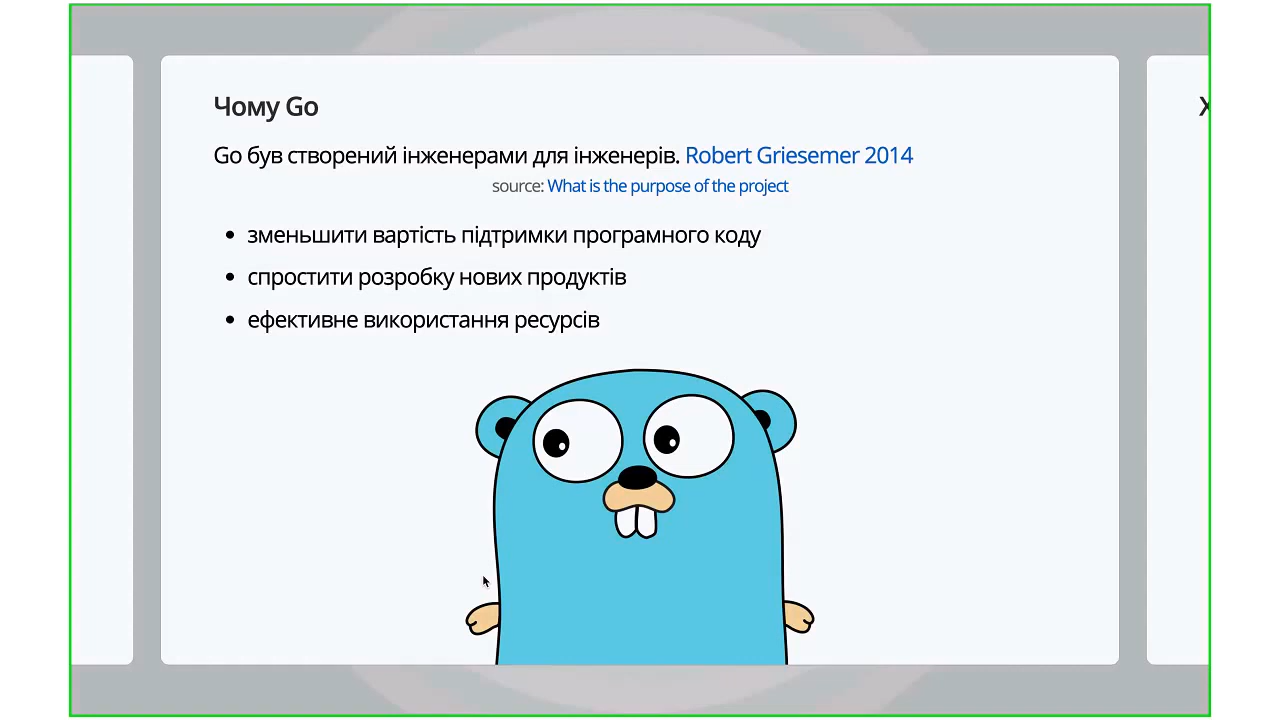 Чому Go
Go був створений інженерами для інженерів. Robert Griesemer 2014
source: What is the purpose of the project
зменьшити вартість підтримки програмного коду
спростити розробку нових продуктів
ефективне використання ресурсів